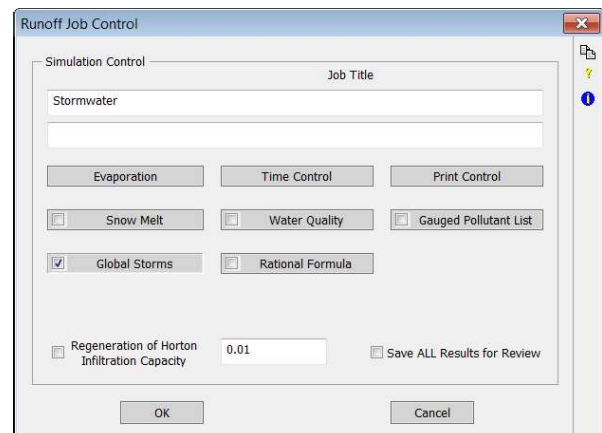 Runoff Job Control
Simulation Control
Job Title
Stormwater
Evaporation Time Control Print Control
Snow Melt Water Quality Gauged Pollutant List
Global Storms Rational Formula
Regeneration of Horton
Infiltration Capacity
0.01
Save ALL Results for Review
OK Cancel